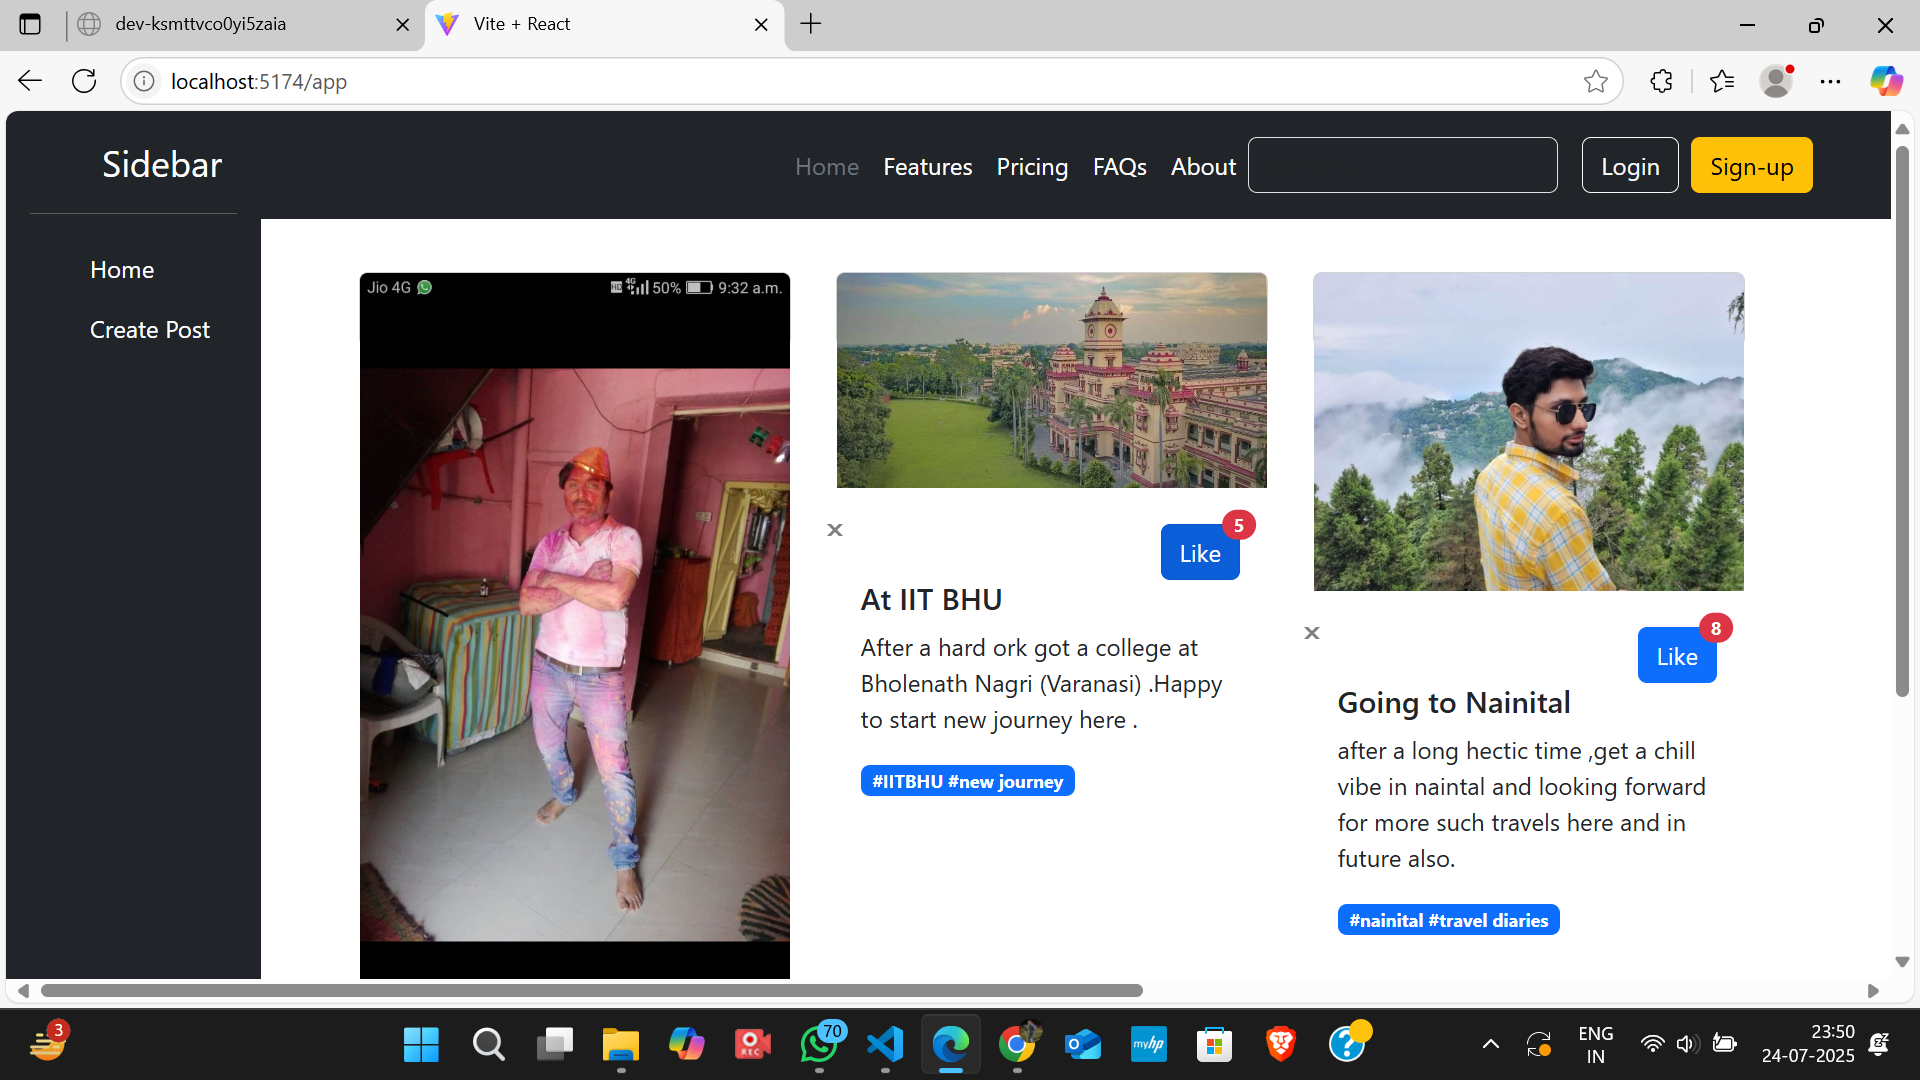 dev-ksmttvco0yi5zaia
Vite + React
localhost:5174/app
Sidebar
Home
Features
Pricing
FAQs
About
Login
Sign-up
Home
Create Post
Jio 4G
HD 4G 50% 9:32 a.m.
5
Like
At IIT BHU
After a hard ork got a college at
Bholenath Nagri (Varanasi) .Happy
to start new journey here .
#IITBHU #new journey
8
Like
Going to Nainital
after a long hectic time ,get a chill
vibe in naintal and looking forward
for more such travels here and in
future also.
#nainital #travel diaries
3
REC
70
myhp
ENG
IN
23:50
24-07-2025